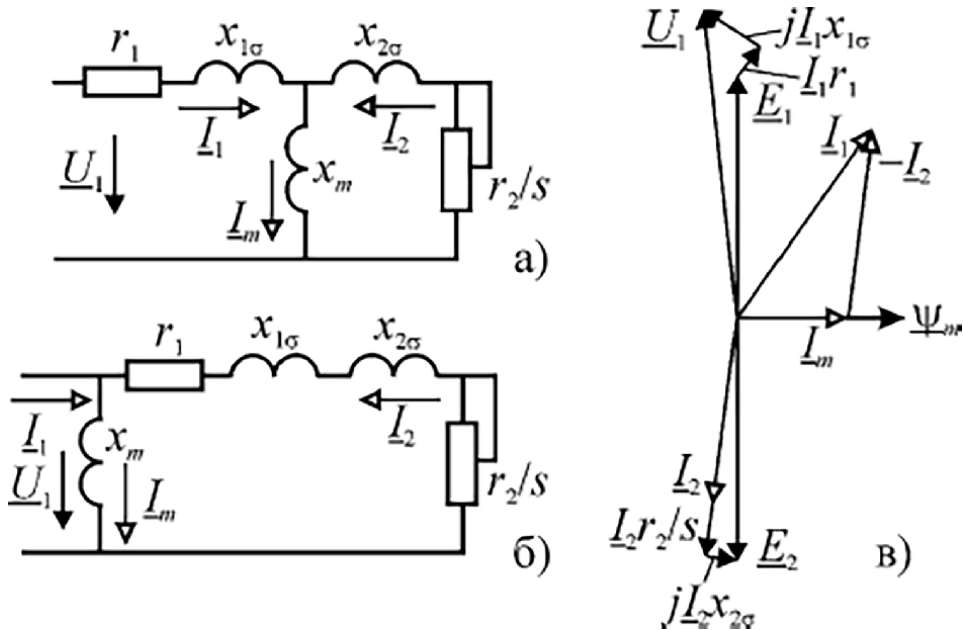 r₁ x₁σ x₂σ
I₁ I₂
U₁ xₘ r₂/s
Iₘ
а)
r₁ x₁σ x₂σ
I₁ xₘ I₂
U₁ Iₘ r₂/s
б)
U₁ jI₁x₁σ
I₁r₁
E₁
I₁ −I₂
Ψₘ
Iₘ
I₂
I₂r₂/s
E₂ в)
jI₂x₂σ